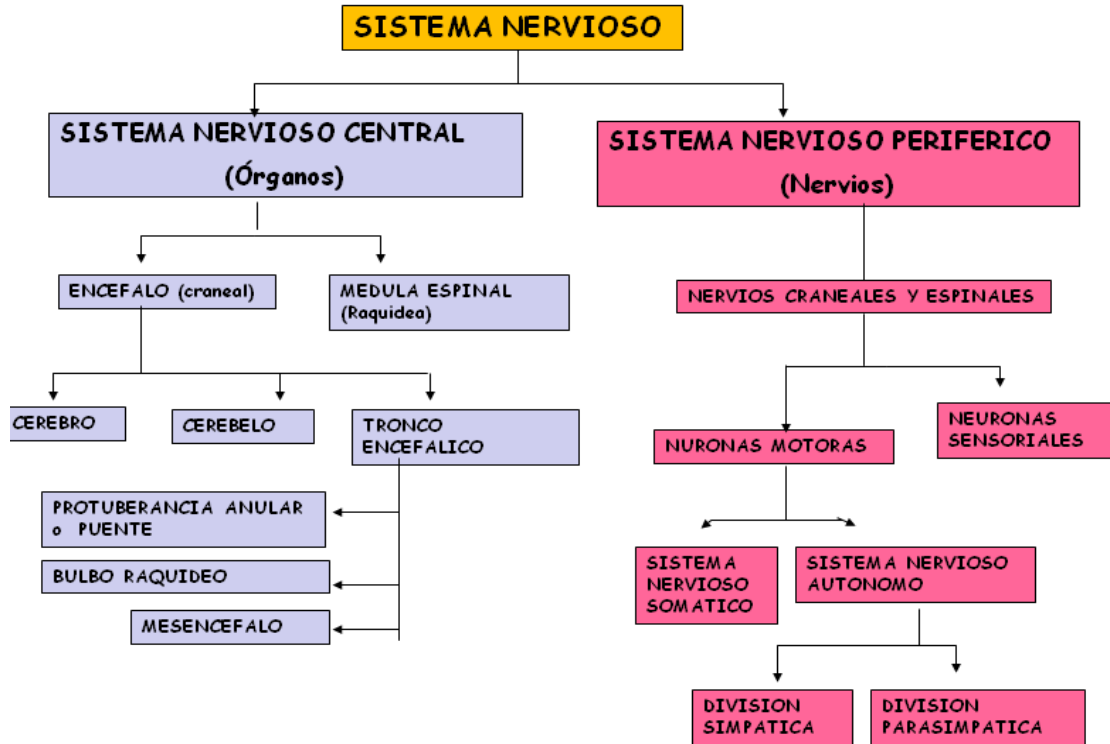 SISTEMA NERVIOSO
SISTEMA NERVIOSO CENTRAL
(Órganos)
SISTEMA NERVIOSO PERIFERICO
(Nervios)
ENCEFALO (craneal)
MEDULA ESPINAL
(Raquidea)
NERVIOS CRANEALES Y ESPINALES
CEREBRO
CEREBELO
TRONCO
ENCEFALICO
NURONAS MOTORAS
NEURONAS
SENSORIALES
PROTUBERANCIA ANULAR
o PUENTE
BULBO RAQUIDEO
MESENCEFALO
SISTEMA
NERVIOSO
SOMATICO
SISTEMA NERVIOSO
AUTONOMO
DIVISION
SIMPATICA
DIVISION
PARASIMPATICA